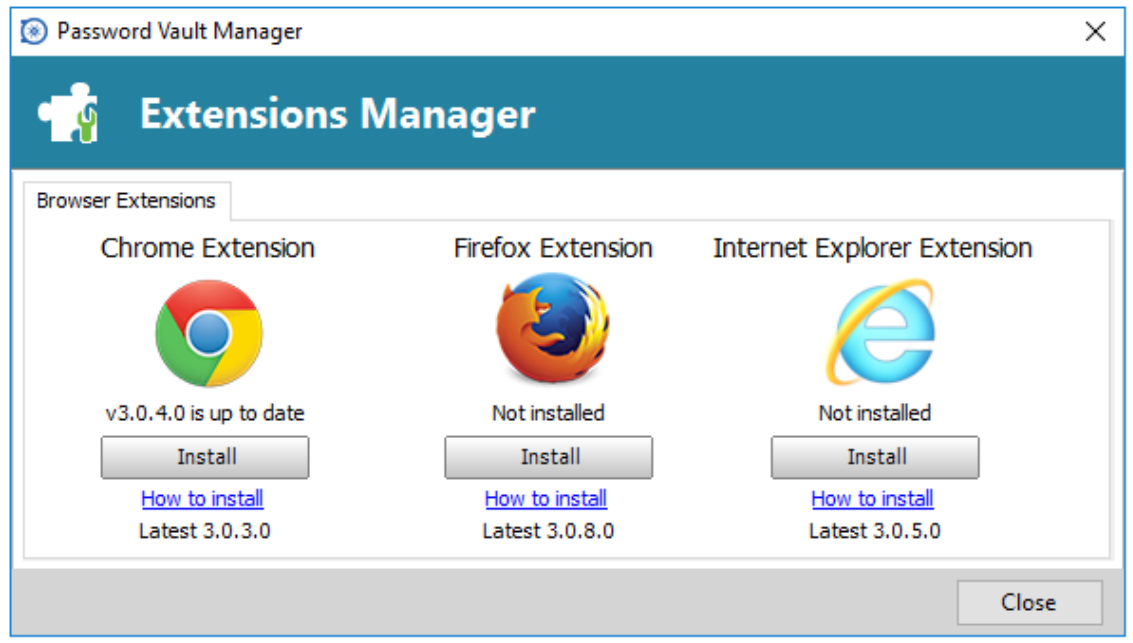 Password Vault Manager
Extensions Manager
Browser Extensions
Chrome Extension
Firefox Extension
Internet Explorer Extension
v3.0.4.0 is up to date
Not installed
Not installed
Install
Install
Install
How to install
How to install
How to install
Latest 3.0.3.0
Latest 3.0.8.0
Latest 3.0.5.0
Close